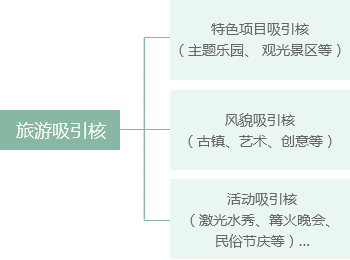 旅游吸引核
特色项目吸引核
（主题乐园、 观光景区等）
风貌吸引核
（古镇、艺术、创意等）
活动吸引核
（激光水秀、篝火晚会、
民俗节庆等）...